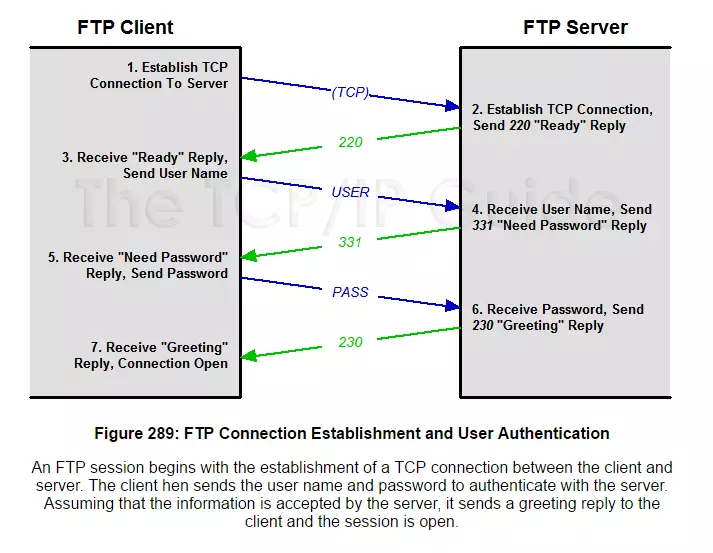 FTP Client
FTP Server
1. Establish TCP
Connection To Server
(TCP)
2. Establish TCP Connection,
Send 220 "Ready" Reply
220
3. Receive "Ready" Reply,
Send User Name
The TCP/IP Guide
USER
4. Receive User Name, Send
331 "Need Password" Reply
331
5. Receive "Need Password"
Reply, Send Password
PASS
6. Receive Password, Send
230 "Greeting" Reply
230
7. Receive "Greeting"
Reply, Connection Open
Figure 289: FTP Connection Establishment and User Authentication
An FTP session begins with the establishment of a TCP connection between the client and
server. The client hen sends the user name and password to authenticate with the server.
Assuming that the information is accepted by the server, it sends a greeting reply to the
client and the session is open.